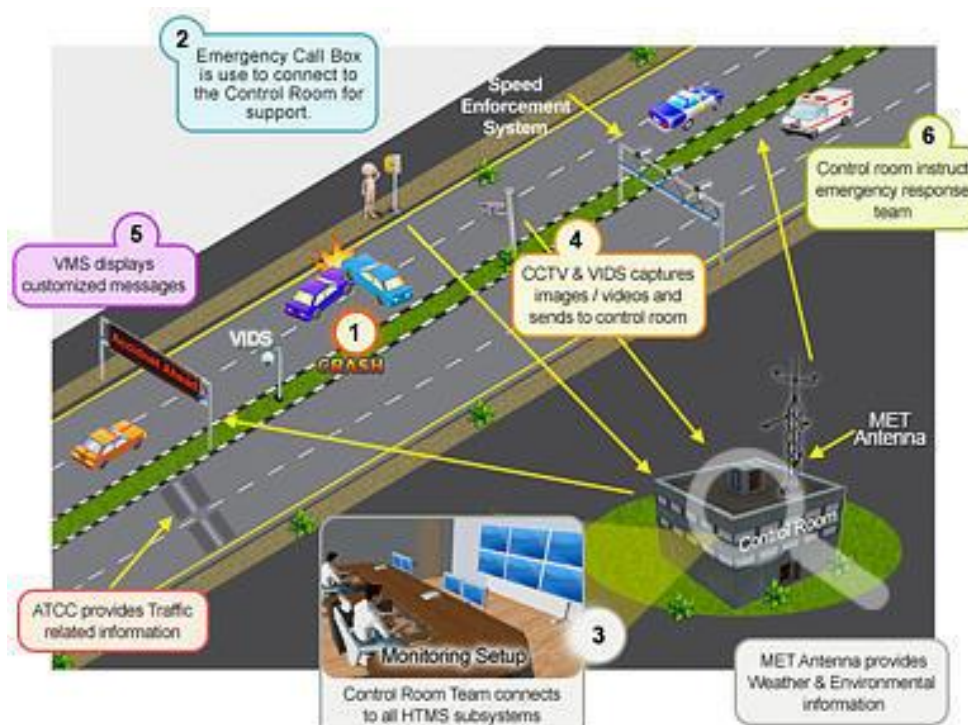 2
Emergency Call Box
is use to connect to
the Control Room for
support.
Speed
Enforcement
System
6
Control room instruct
emergency response
team
5
VMS displays
customized messages
4
CCTV & VIDS captures
images / videos and
sends to control room
1
CRASH
VIDS
Accident Ahead
MET
Antenna
Control Room
ATCC provides Traffic
related information
Monitoring Setup
3
Control Room Team connects
to all HTMS subsystems
MET Antenna provides
Weather & Environmental
information